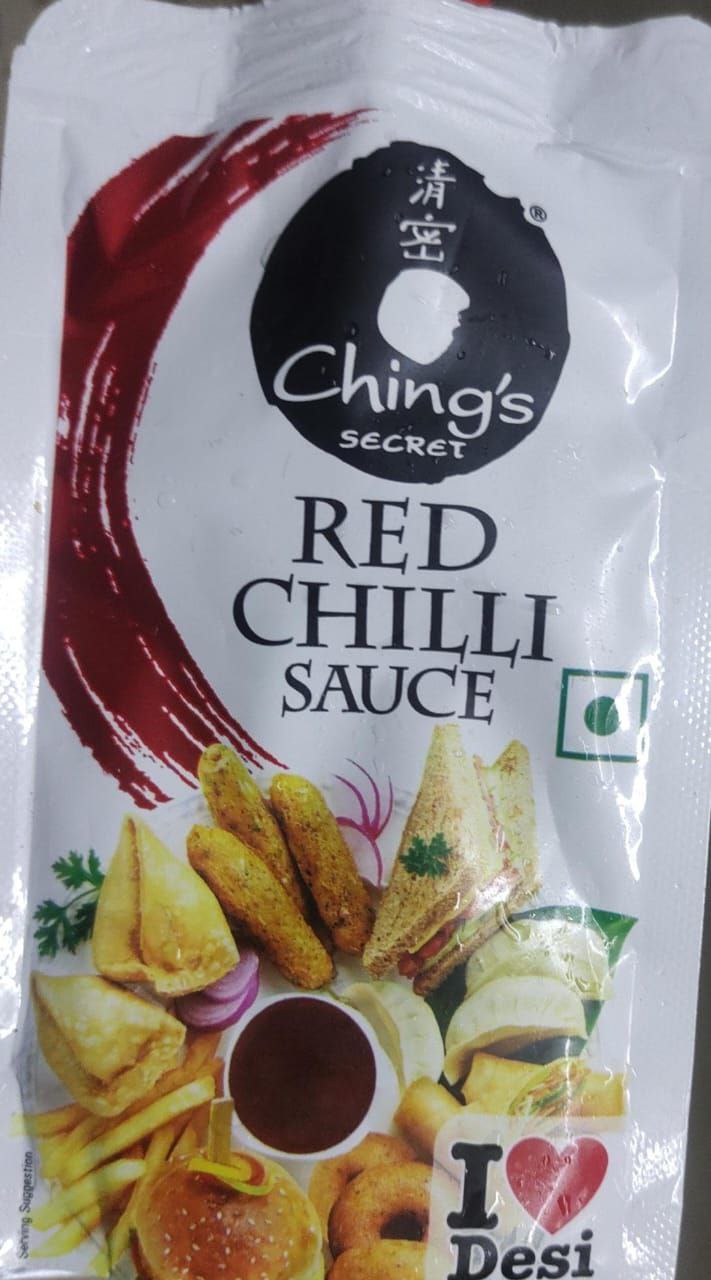 清
密
®
Ching's
SECRET
RED
CHILLI
SAUCE
Serving Suggestion
I
Desi